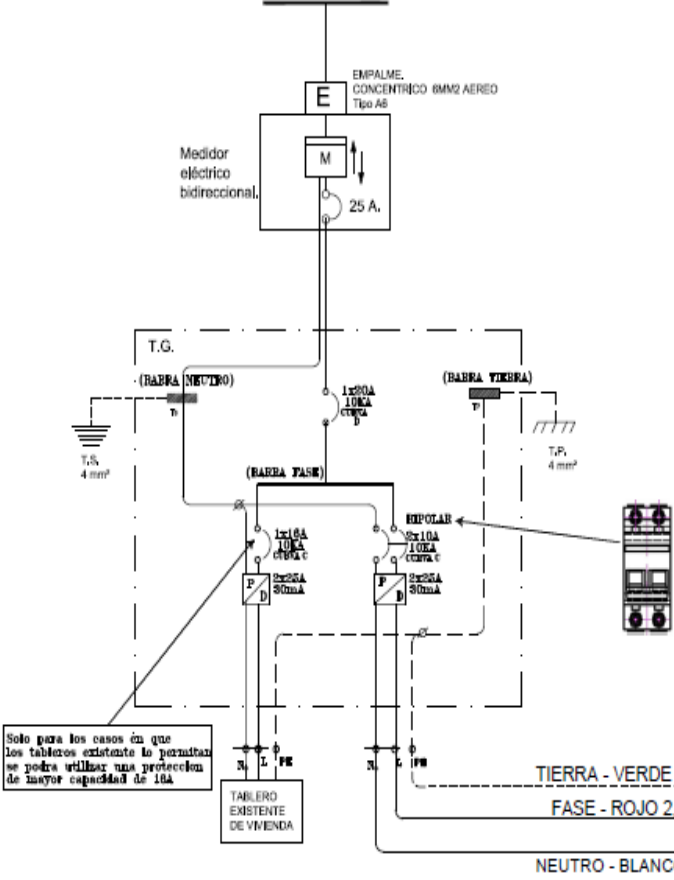 EMPALME.
CONCENTRICO 6MM2 AEREO
Tipo A6
E
Medidor
eléctrico
bidireccional.
M
25 A.
T.G.
(BARRA NEUTRO)
1x20A
10KA
CURVA
D
(BARRA TIERRA)
T.S.
4 mm²
T.P.
4 mm²
(BARRA FASE)
BIPOLAR
1x16A
10KA
CURVA C
2x10A
10KA
CURVA C
P
D
2x25A
30mA
P
D
2x25A
30mA
Solo para los casos en que
los tableros existente lo permitan
se podra utilizar una proteccion
de mayor capacidad de 16A
N. L PE
N. L PE
TABLERO
EXISTENTE
DE VIVIENDA
TIERRA - VERDE
FASE - ROJO 2
NEUTRO - BLANC